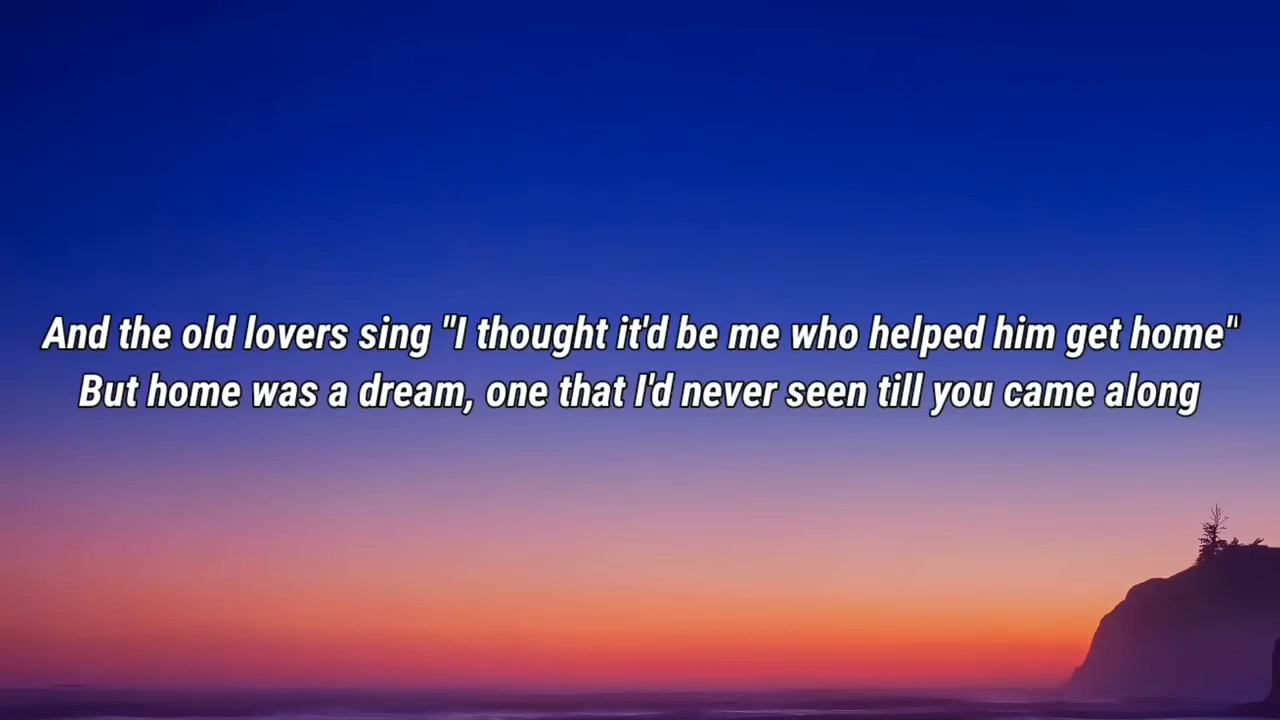 And the old lovers sing "I thought it'd be me who helped him get home"
But home was a dream, one that I'd never seen till you came along